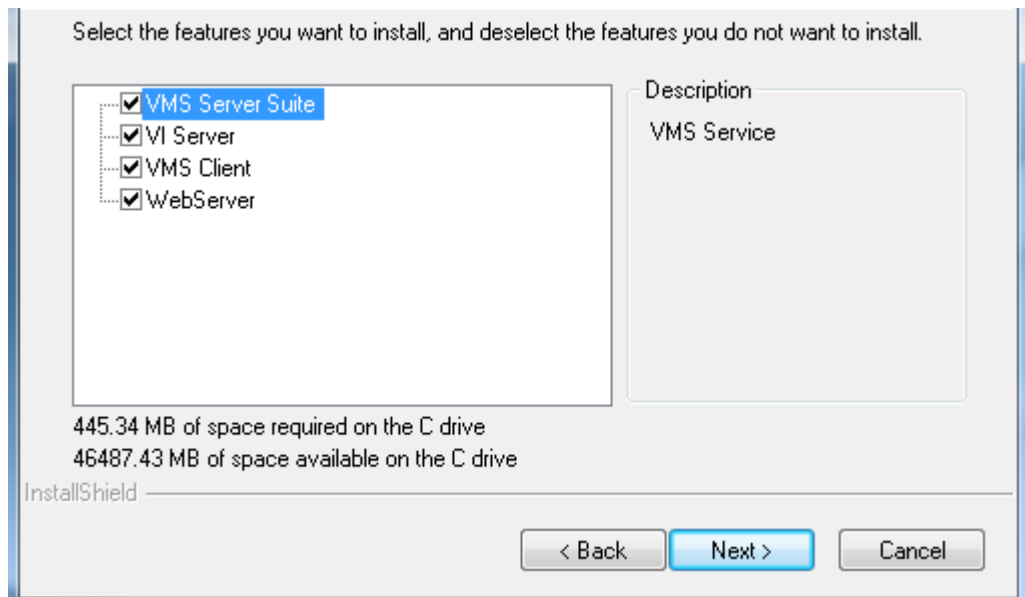 Select the features you want to install, and deselect the features you do not want to install.
VMS Server Suite
VI Server
VMS Client
WebServer
Description
VMS Service
445.34 MB of space required on the C drive
46487.43 MB of space available on the C drive
InstallShield
< Back
Next >
Cancel